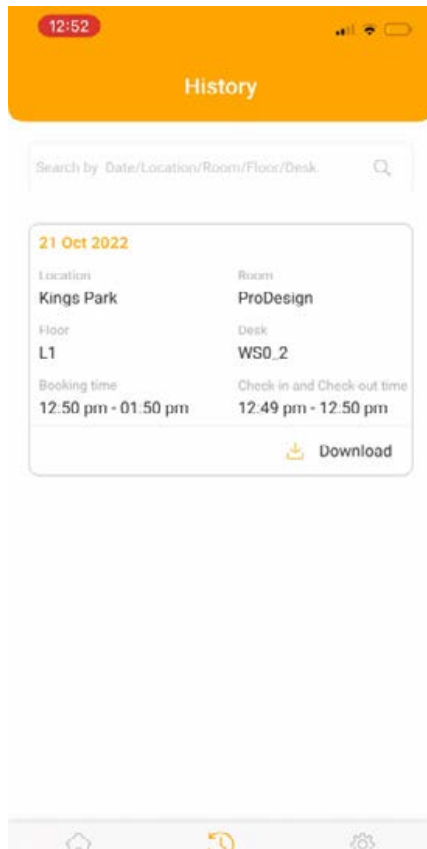 12:52
History
Search by Date/Location/Room/Floor/Desk
21 Oct 2022
Location Room
Kings Park ProDesign
Floor Desk
L1 WS0_2
Booking time Check in and Check-out time
12:50 pm - 01:50 pm 12:49 pm - 12:50 pm
Download